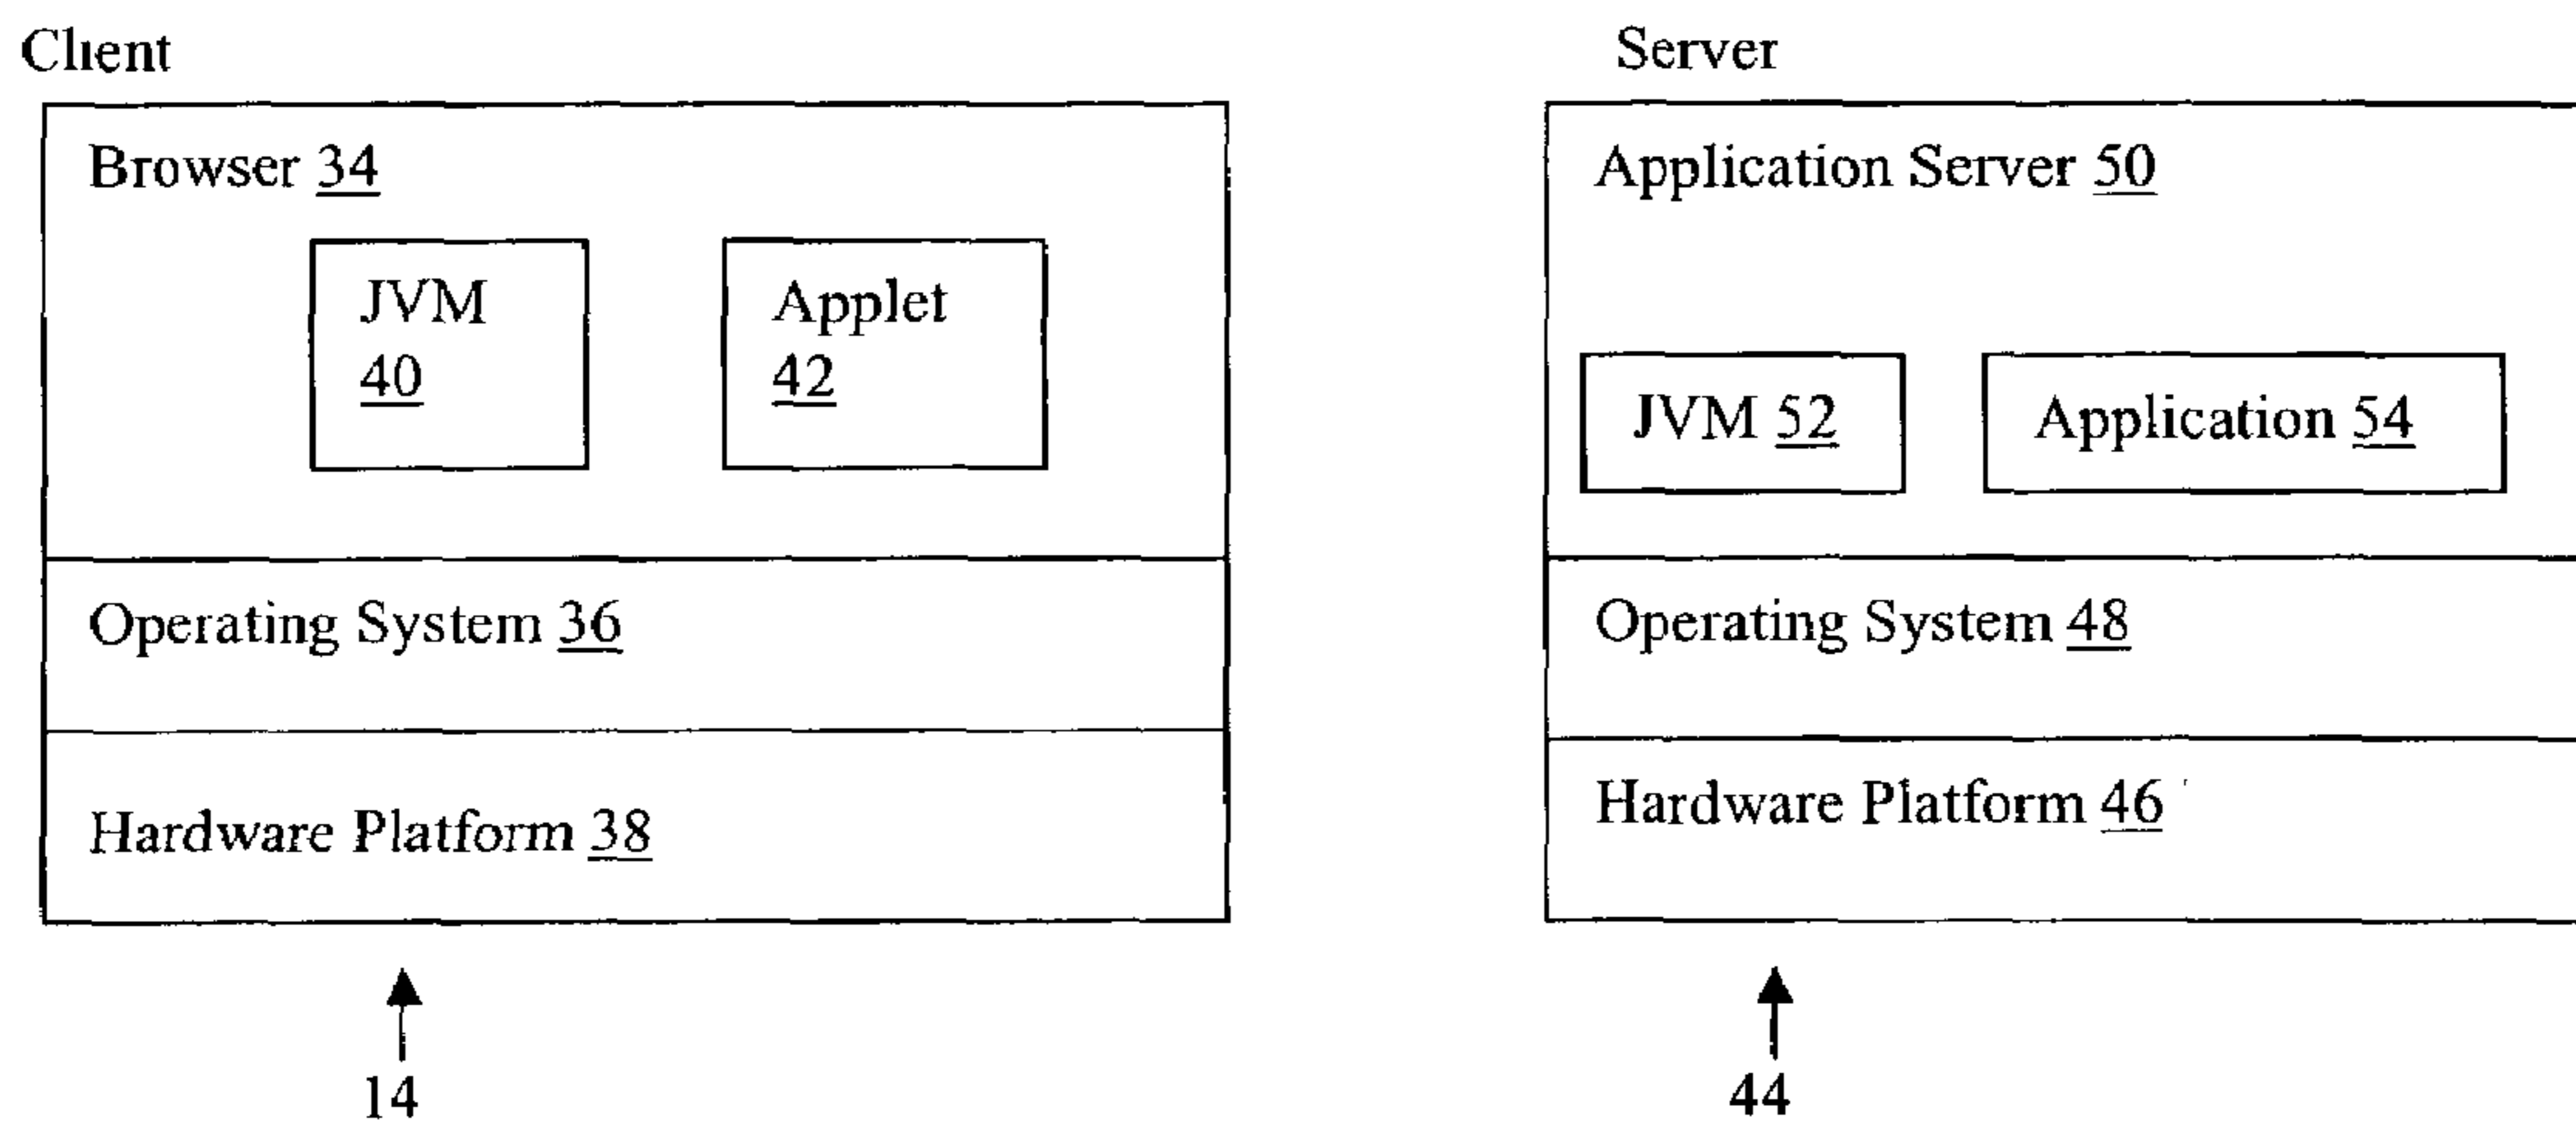 Client
Browser 34
JVM
40
Applet
42
Operating System 36
Hardware Platform 38
14
Server
Application Server 50
JVM 52
Application 54
Operating System 48
Hardware Platform 46
44